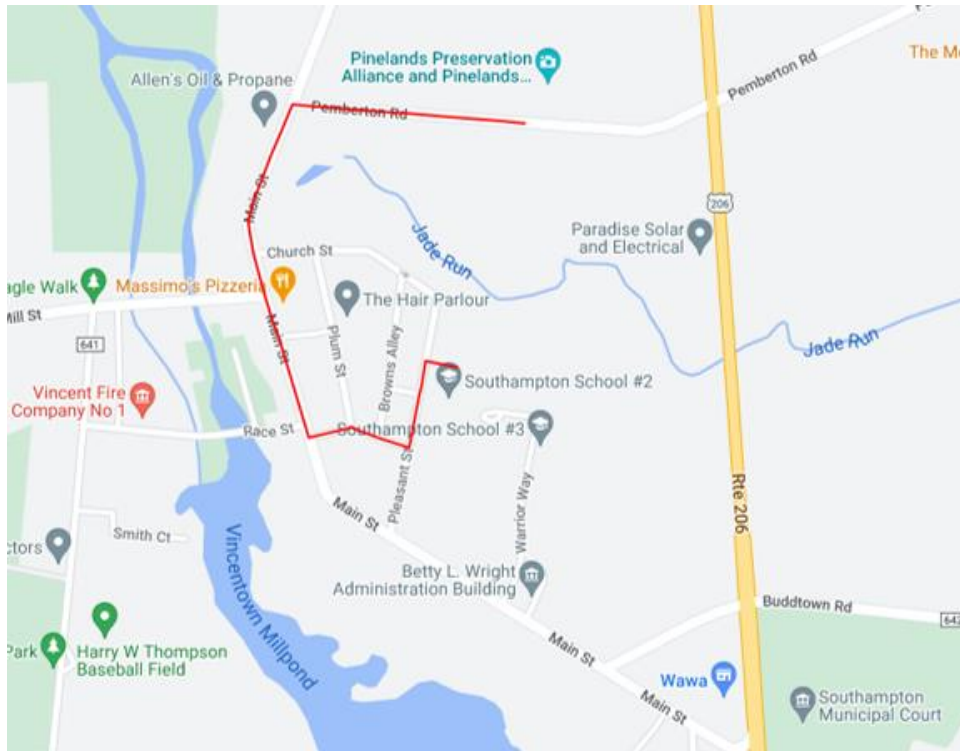 Pinelands Preservation
Alliance and Pinelands...
The M
Allen's Oil & Propane
Pemberton Rd
Pemberton Rd
206
Main St
Church St
Jade Run
Paradise Solar
and Electrical
agle Walk
Massimo's Pizzeria
The Hair Parlour
Mill St
641
Main St
Plum St
Browns Alley
Jade Run
Vincent Fire
Company No 1
Southampton School #2
Race St
Southampton School #3
Pleasant St
Rte 206
Main St
Warrior Way
Smith Ct
ctors
Vincentown Millpond
Betty L. Wright
Administration Building
Buddtown Rd
642
Park
Harry W Thompson
Baseball Field
Main St
Wawa
Main St
Southampton
Municipal Court